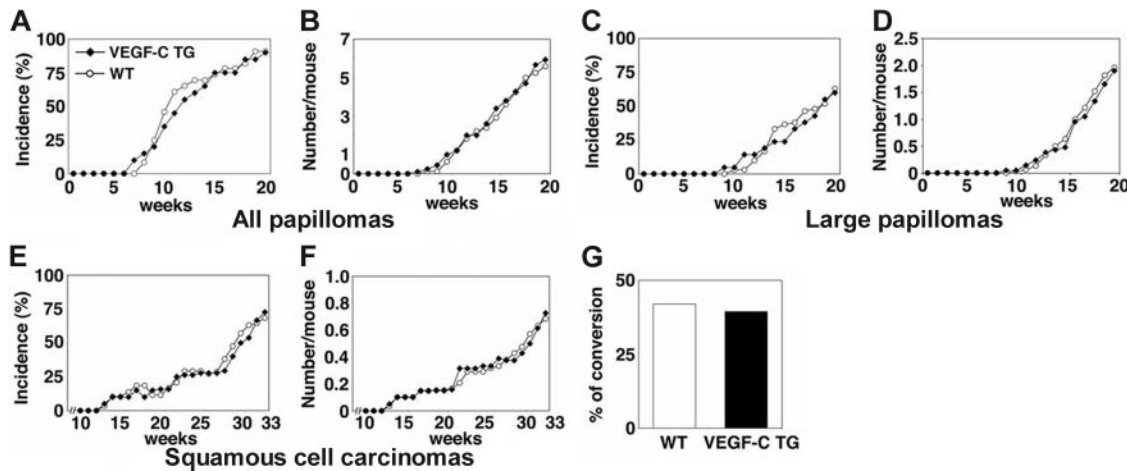 A
Incidence (%)
100
75
50
25
0
VEGF-C TG
WT
0 5 10 15 20
weeks
B
Number/mouse
7
5
3
1
0
0 5 10 15 20
weeks
All papillomas
C
Incidence (%)
100
75
50
25
0
0 5 10 15 20
weeks
D
Number/mouse
2.5
2.0
1.5
1.0
0.5
0
0 5 10 15 20
weeks
Large papillomas
E
Incidence (%)
100
75
50
25
0
10 15 20 25 30 33
weeks
F
Number/mouse
1.0
0.8
0.6
0.4
0.2
0
10 15 20 25 30 33
weeks
Squamous cell carcinomas
G
% of conversion
50
25
0
WT VEGF-C TG